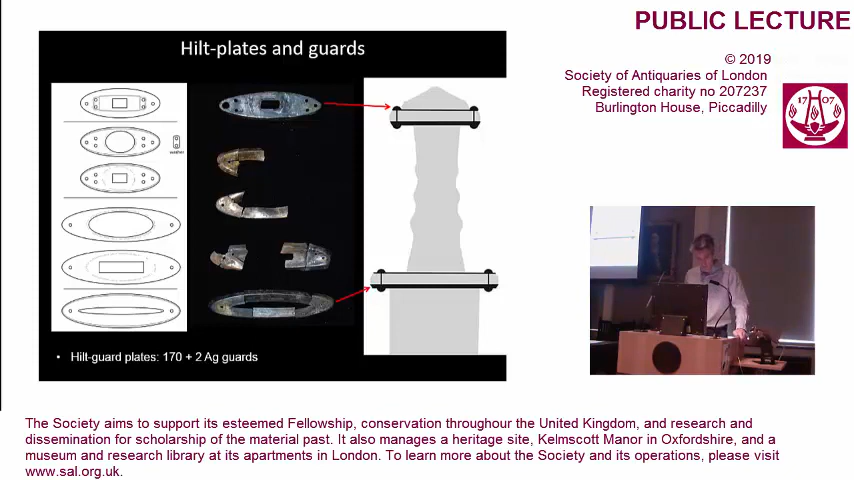 PUBLIC LECTURE
© 2019
Society of Antiquaries of London
Registered charity no 207237
Burlington House, Piccadilly
17 07
Hilt-plates and guards
washer
• Hilt-guard plates: 170 + 2 Ag guards
The Society aims to support its esteemed Fellowship, conservation throughour the United Kingdom, and research and
dissemination for scholarship of the material past. It also manages a heritage site, Kelmscott Manor in Oxfordshire, and a
museum and research library at its apartments in London. To learn more about the Society and its operations, please visit
www.sal.org.uk.